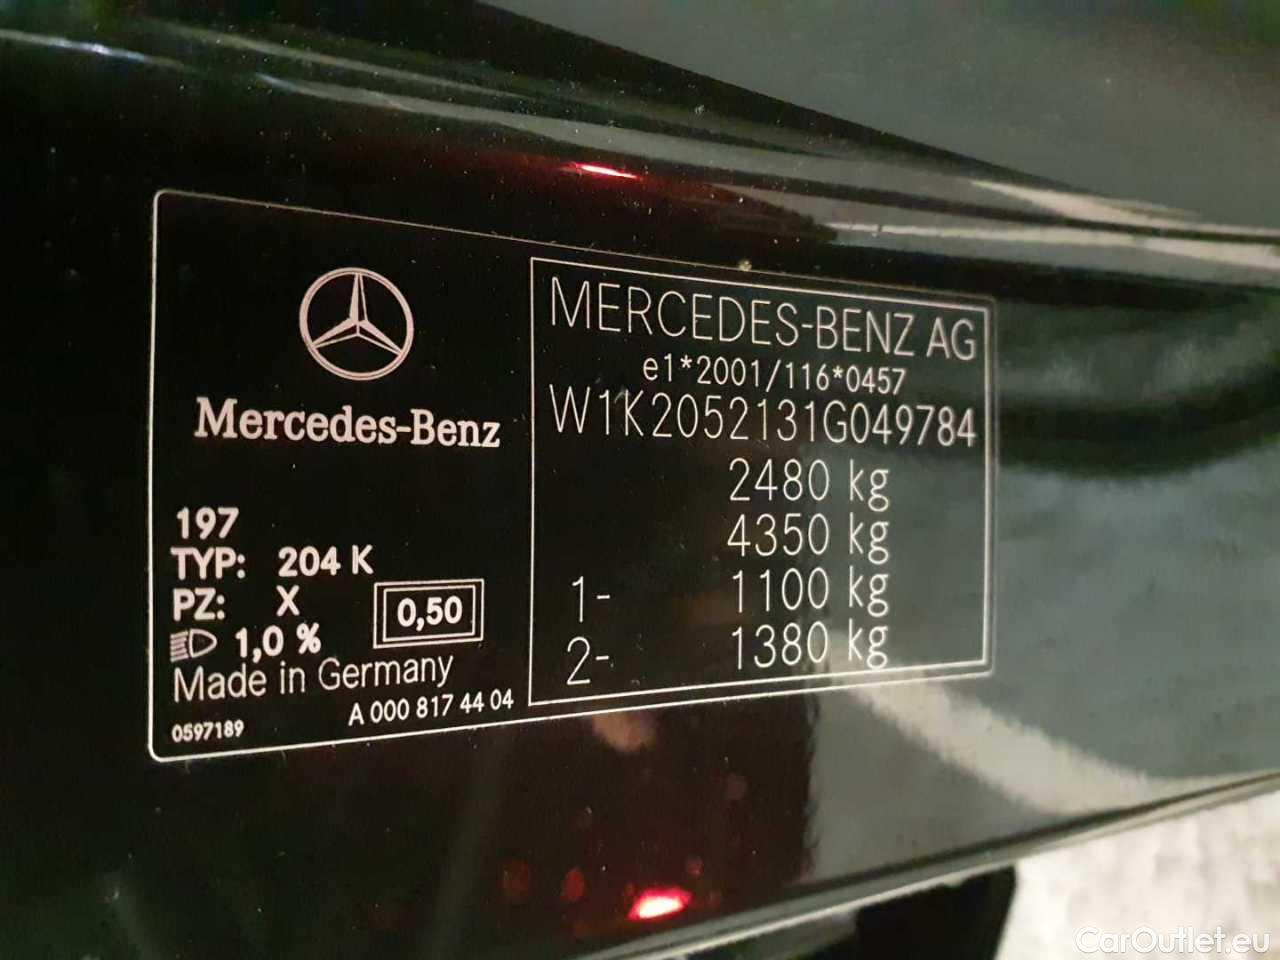 Mercedes-Benz
197
TYP: 204 K
PZ: X
1,0 %
0,50
Made in Germany
0597189
A 000 817 44 04
MERCEDES-BENZ AG
e1*2001/116*0457
W1K2052131G049784
2480 kg
4350 kg
1- 1100 kg
2- 1380 kg
CarOutlet.eu